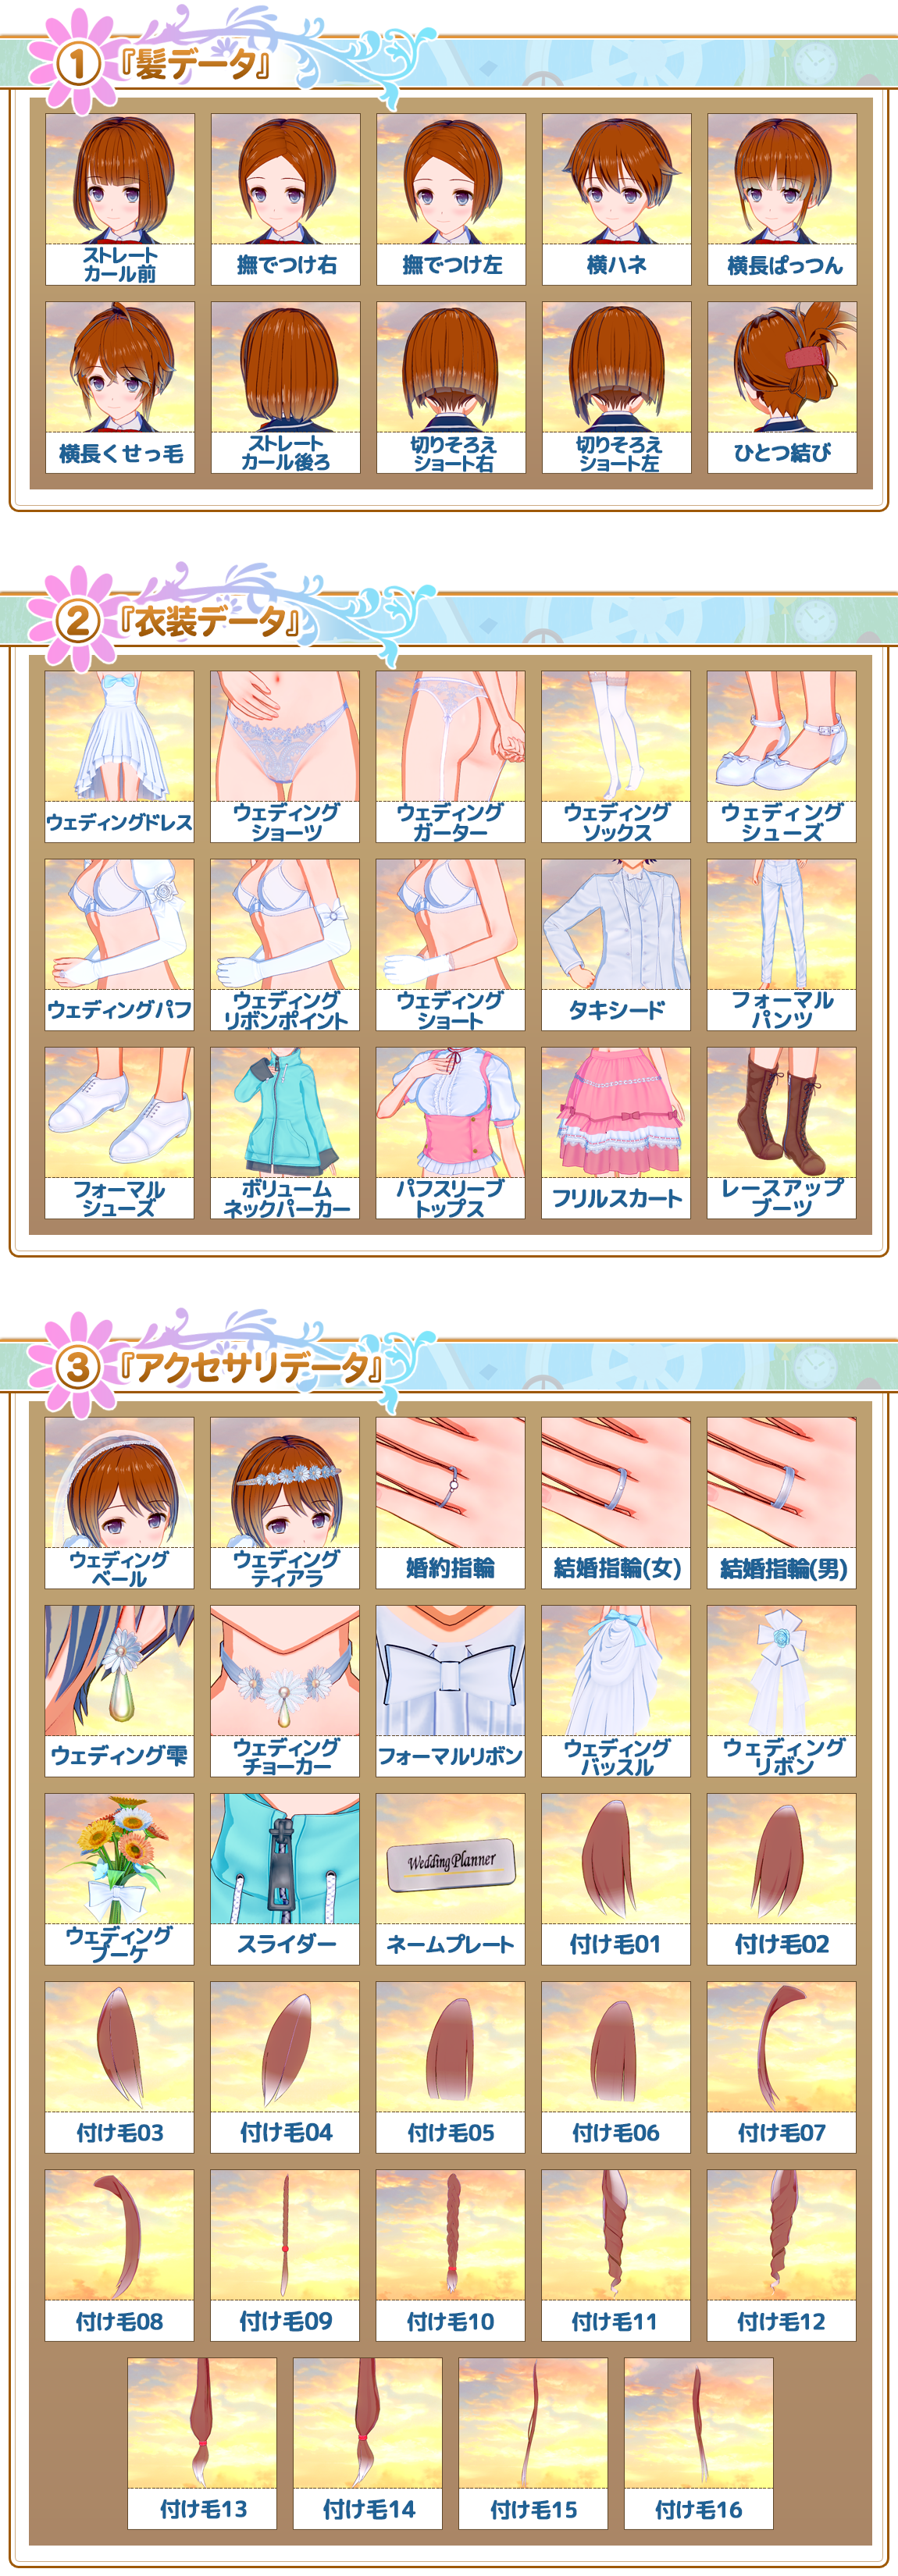 1 『髪データ』
ストレート
カール前
撫でつけ右
撫でつけ左
横ハネ
横長ぱっつん
横長くせっ毛
ストレート
カール後ろ
切りそろえ
ショート右
切りそろえ
ショート左
ひとつ結び
2 『衣装データ』
ウェディングドレス
ウェディング
ショーツ
ウェディング
ガーター
ウェディング
ソックス
ウェディング
シューズ
ウェディングパフ
ウェディング
リボンポイント
ウェディング
ショート
タキシード
フォーマル
パンツ
フォーマル
シューズ
ボリューム
ネックパーカー
パフスリーブ
トップス
フリルスカート
レースアップ
ブーツ
3 『アクセサリデータ』
ウェディング
ベール
ウェディング
ティアラ
婚約指輪
結婚指輪(女)
結婚指輪(男)
ウェディング雫
ウェディング
チョーカー
フォーマルリボン
ウェディング
バッスル
ウェディング
リボン
ウェディング
ブーケ
スライダー
Wedding Planner
ネームプレート
付け毛01
付け毛02
付け毛03
付け毛04
付け毛05
付け毛06
付け毛07
付け毛08
付け毛09
付け毛10
付け毛11
付け毛12
付け毛13
付け毛14
付け毛15
付け毛16